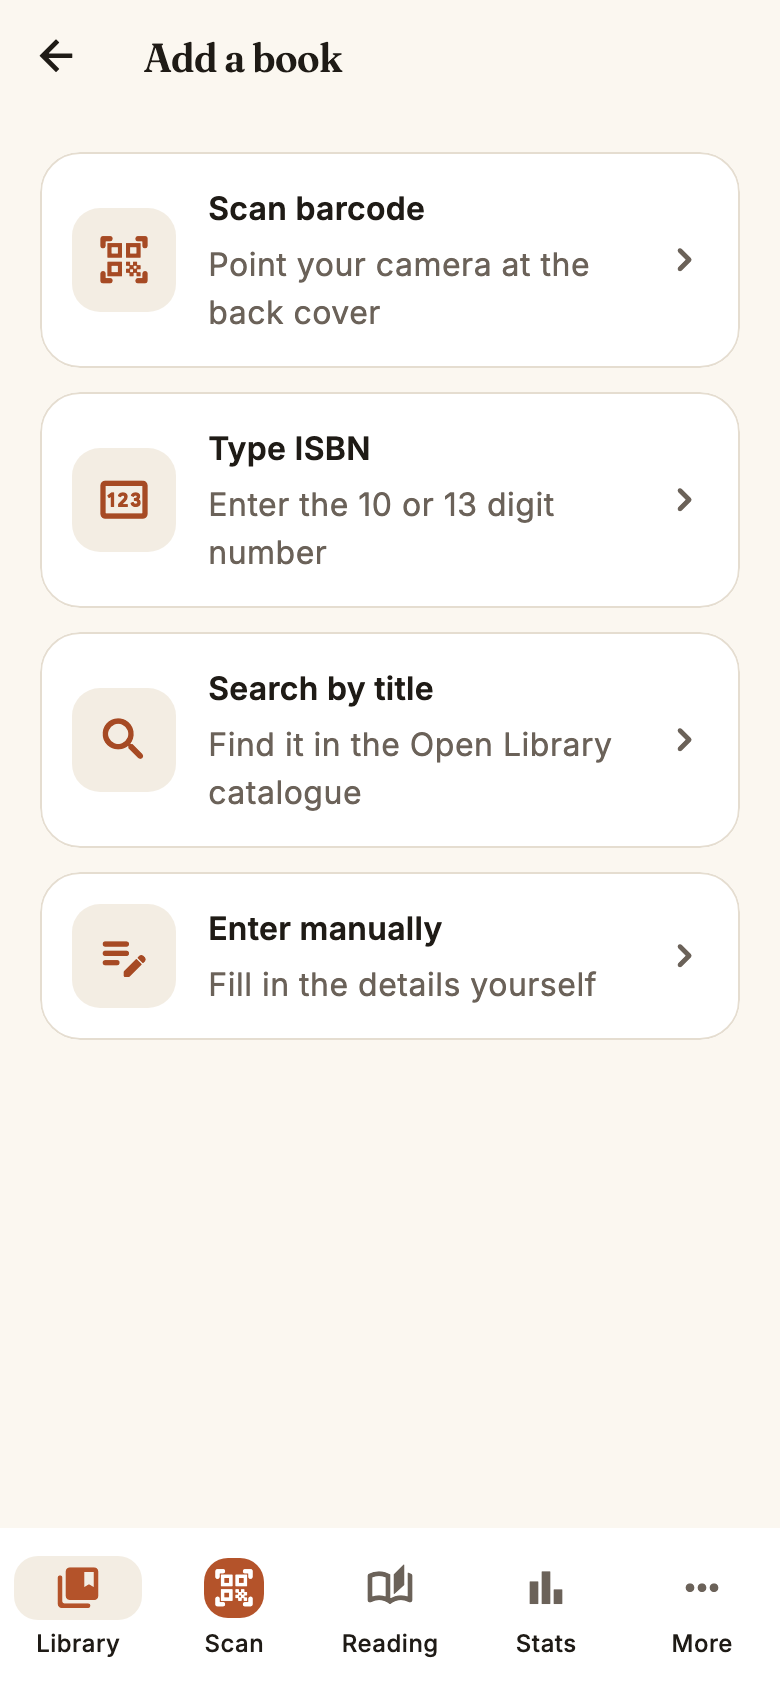 Add a book
Scan barcode
Point your camera at the
back cover
Type ISBN
123
Enter the 10 or 13 digit
number
Search by title
Find it in the Open Library
catalogue
Enter manually
Fill in the details yourself
Library
Scan
Reading
Stats
More